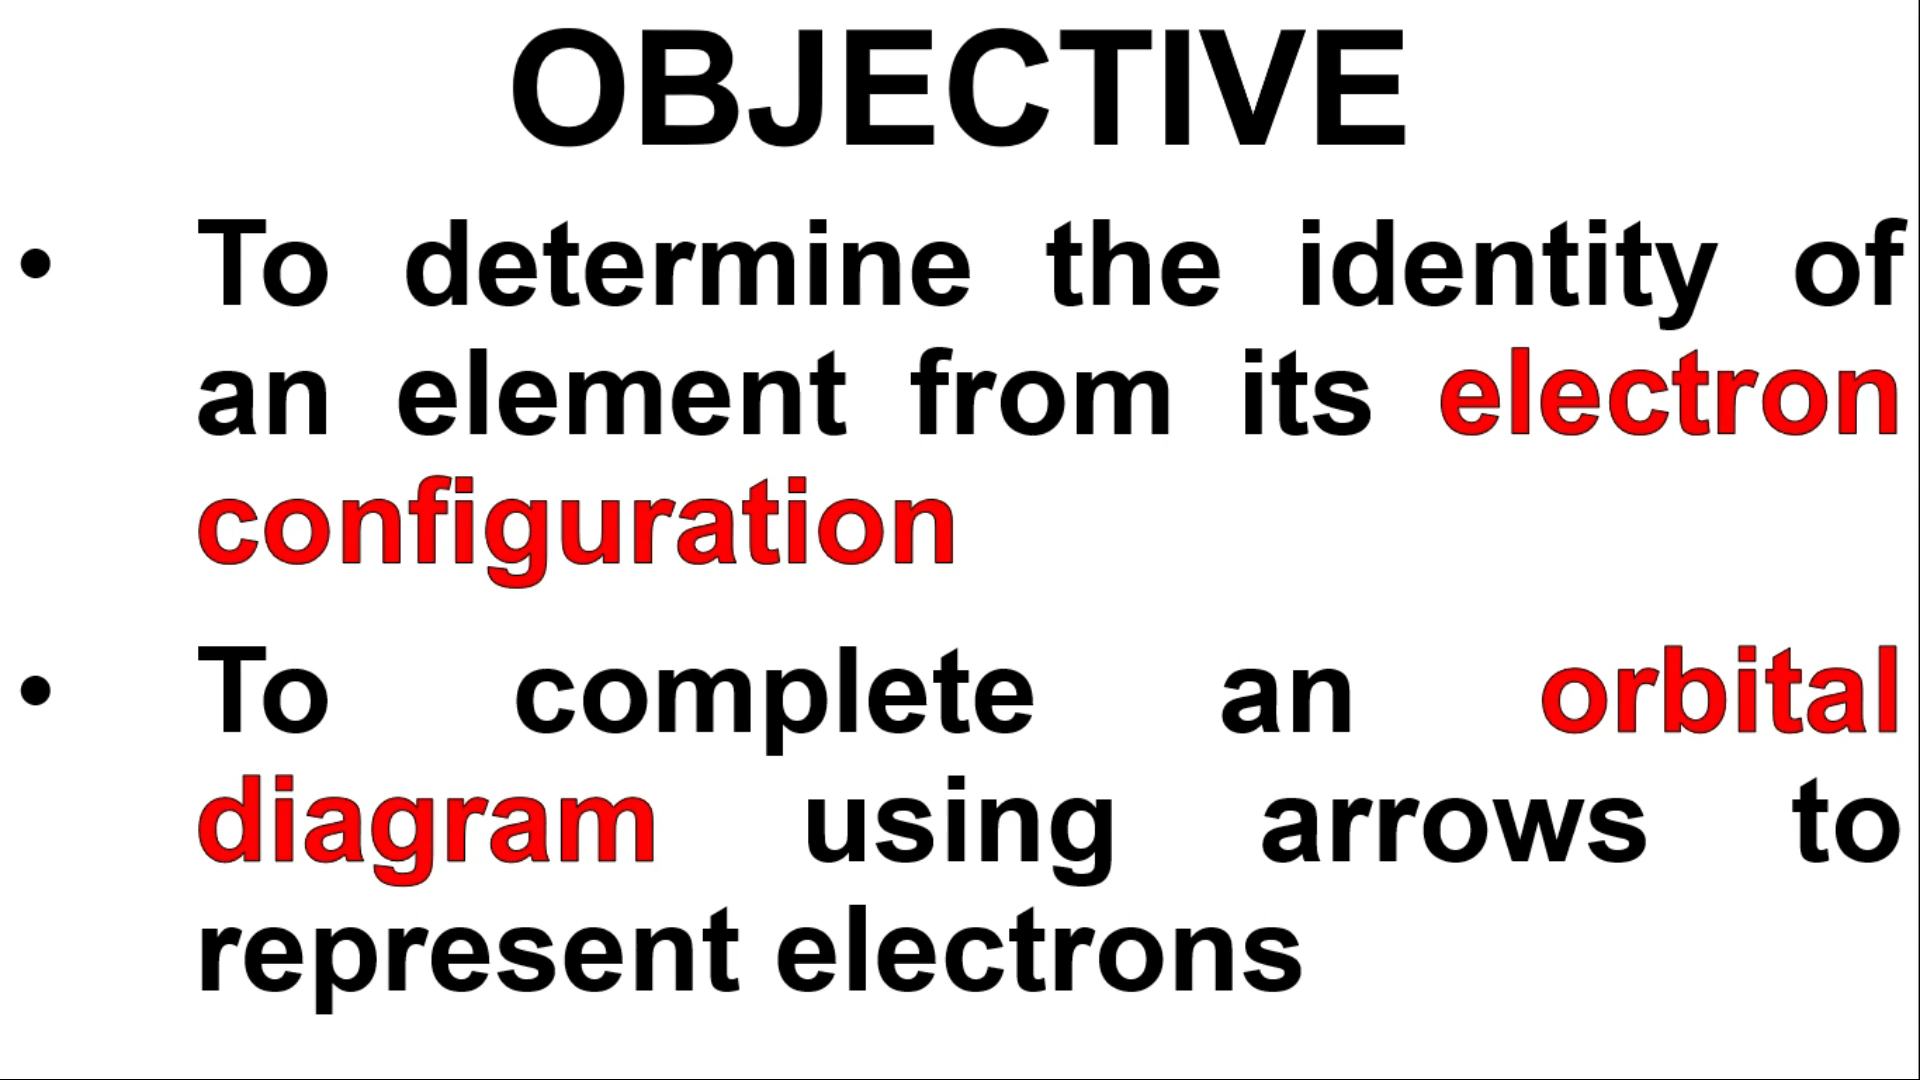 OBJECTIVE
• To determine the identity of
an element from its electron
configuration
• To complete an orbital
diagram using arrows to
represent electrons